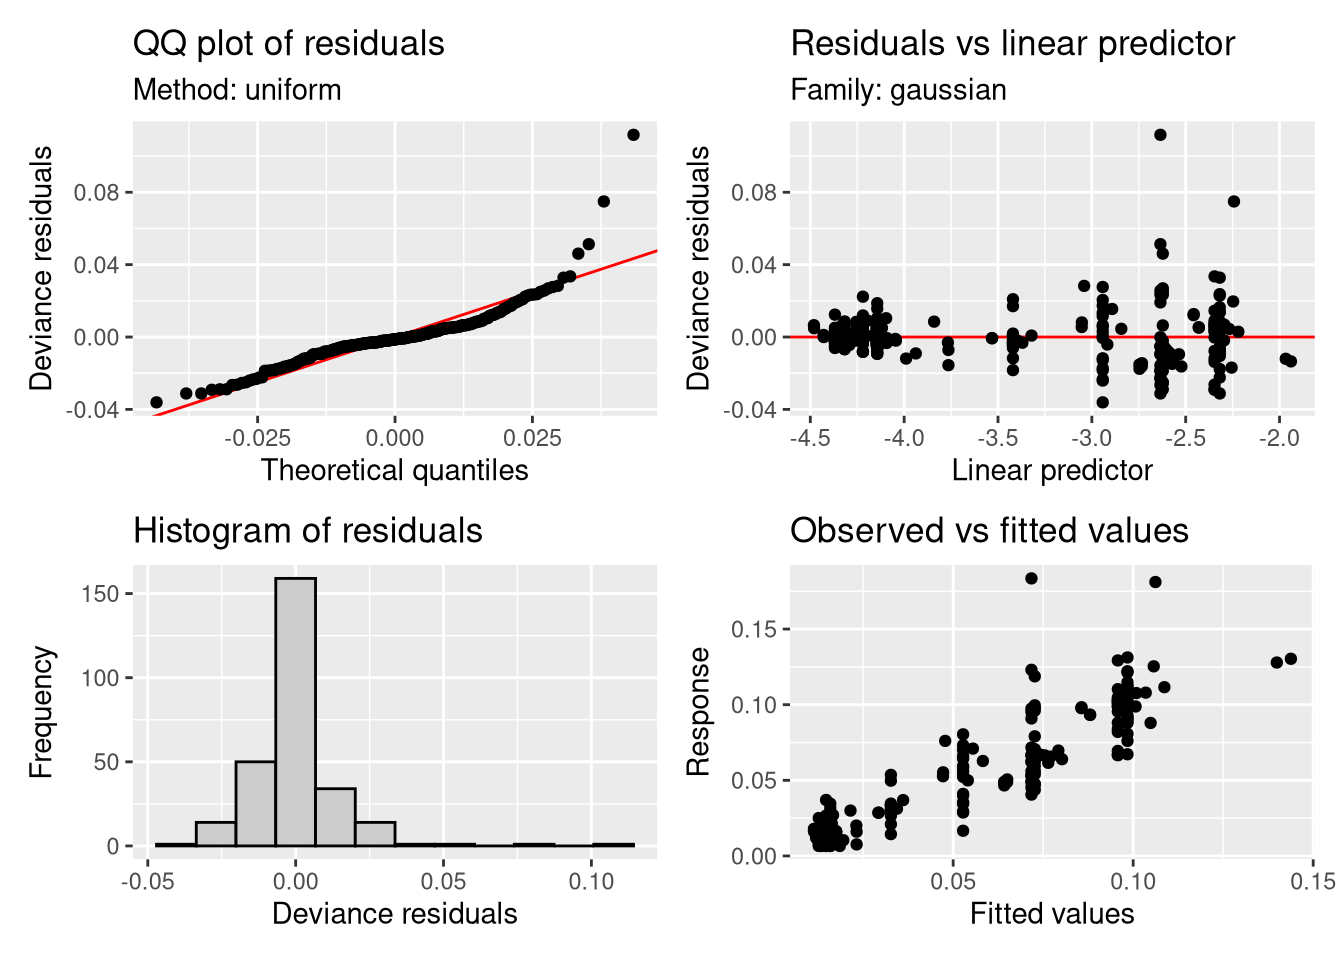 QQ plot of residuals
Method: uniform
Deviance residuals
0.08
0.04
0.00
-0.04
-0.025
0.000
0.025
Theoretical quantiles
Residuals vs linear predictor
Family: gaussian
Deviance residuals
0.08
0.04
0.00
-0.04
-4.5
-4.0
-3.5
-3.0
-2.5
-2.0
Linear predictor
Histogram of residuals
Frequency
150
100
50
0
-0.05
0.00
0.05
0.10
Deviance residuals
Observed vs fitted values
Response
0.15
0.10
0.05
0.00
0.05
0.10
0.15
Fitted values